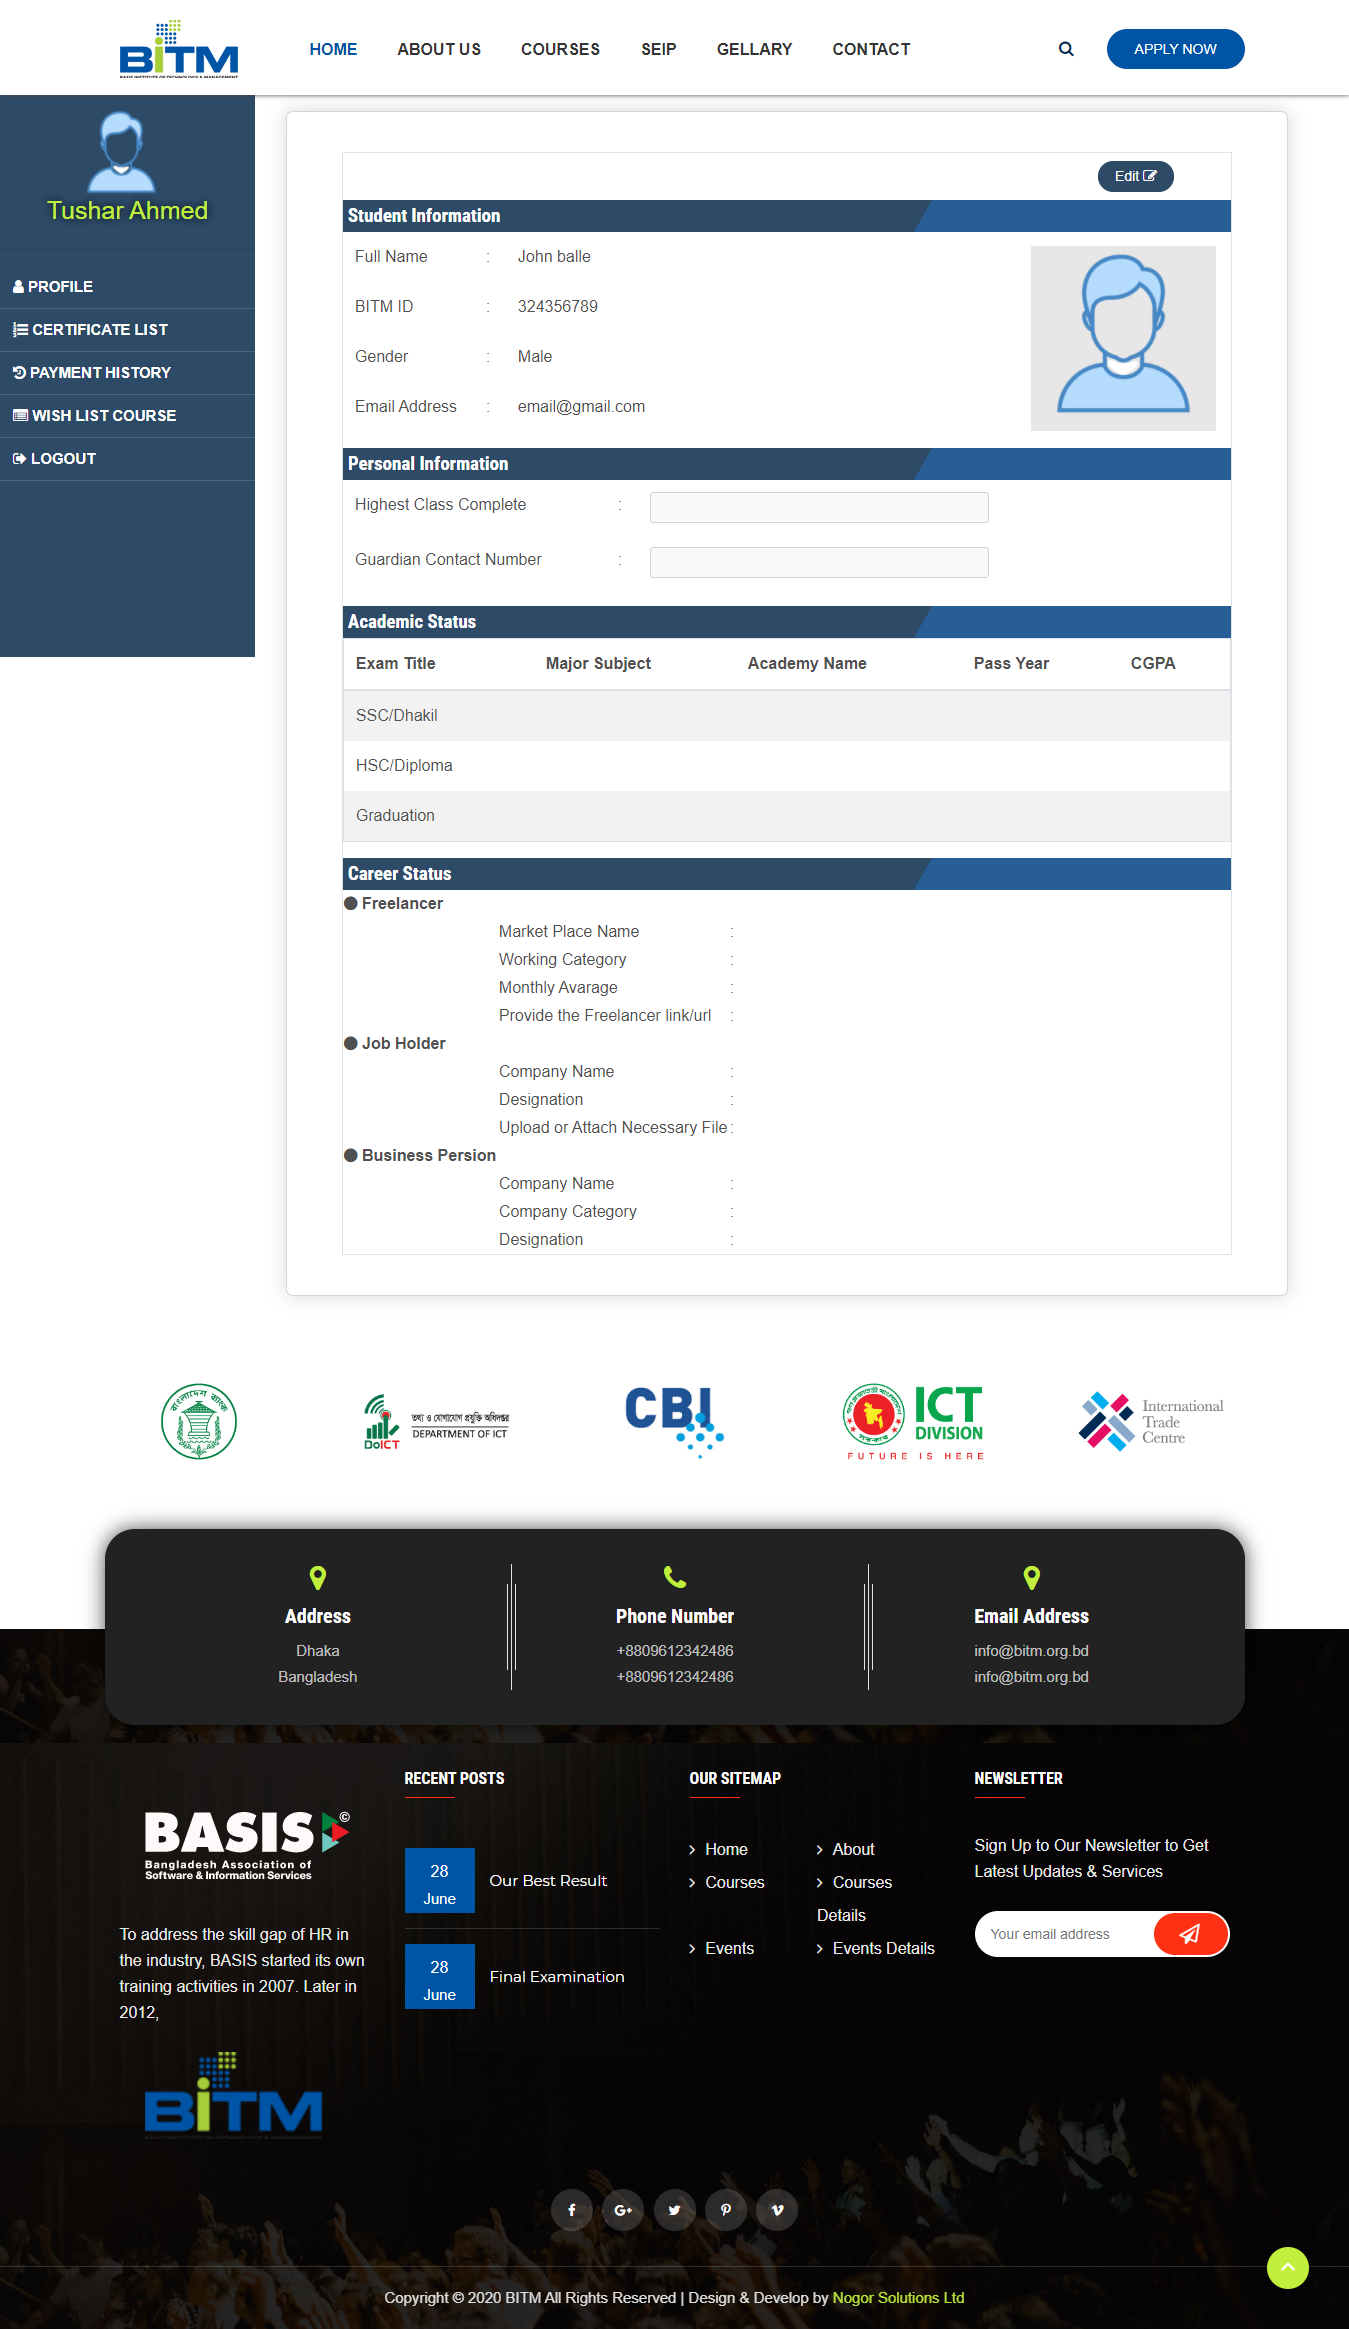 BiTM
BASIS INSTITUTE OF TECHNOLOGY & MANAGEMENT
HOME ABOUT US COURSES SEIP GELLARY CONTACT
APPLY NOW
Tushar Ahmed
PROFILE
CERTIFICATE LIST
PAYMENT HISTORY
WISH LIST COURSE
LOGOUT
Edit
Student Information
Full Name : John balle
BITM ID : 324356789
Gender : Male
Email Address : email@gmail.com
Personal Information
Highest Class Complete :
Guardian Contact Number :
Academic Status
Exam Title Major Subject Academy Name Pass Year CGPA
SSC/Dhakil
HSC/Diploma
Graduation
Career Status
Freelancer
Market Place Name :
Working Category :
Monthly Avarage :
Provide the Freelancer link/url :
Job Holder
Company Name :
Designation :
Upload or Attach Necessary File :
Business Persion
Company Name :
Company Category :
Designation :
বাংলাদেশ ব্যাংক
DoICT
তথ্য ও যোগাযোগ প্রযুক্তি অধিদপ্তর
DEPARTMENT OF ICT
CBI
ICT
DIVISION
FUTURE IS HERE
International
Trade
Centre
Address
Dhaka
Bangladesh
Phone Number
+8809612342486
+8809612342486
Email Address
info@bitm.org.bd
info@bitm.org.bd
BASIS ©
Bangladesh Association of
Software & Information Services
To address the skill gap of HR in
the industry, BASIS started its own
training activities in 2007. Later in
2012,
BiTM
RECENT POSTS
28
June
Our Best Result
28
June
Final Examination
OUR SITEMAP
Home
About
Courses
Courses
Details
Events
Events Details
NEWSLETTER
Sign Up to Our Newsletter to Get
Latest Updates & Services
Your email address
Copyright © 2020 BITM All Rights Reserved | Design & Develop by Nogor Solutions Ltd